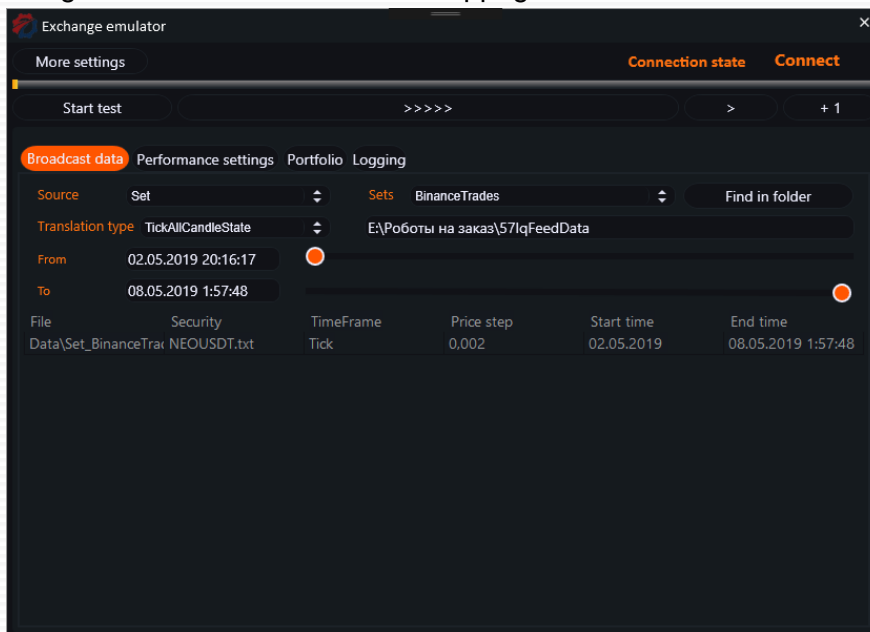 Exchange emulator ×
More settings Connection state Connect
Start test >>>>> > + 1
Broadcast data Performance settings Portfolio Logging
Source Set Sets BinanceTrades Find in folder
Translation type TickAllCandleState E:\Роботы на заказ\57IqFeedData
From 02.05.2019 20:16:17
To 08.05.2019 1:57:48
File Security TimeFrame Price step Start time End time
Data\Set_BinanceTrac NEOUSDT.txt Tick 0,002 02.05.2019 08.05.2019 1:57:48